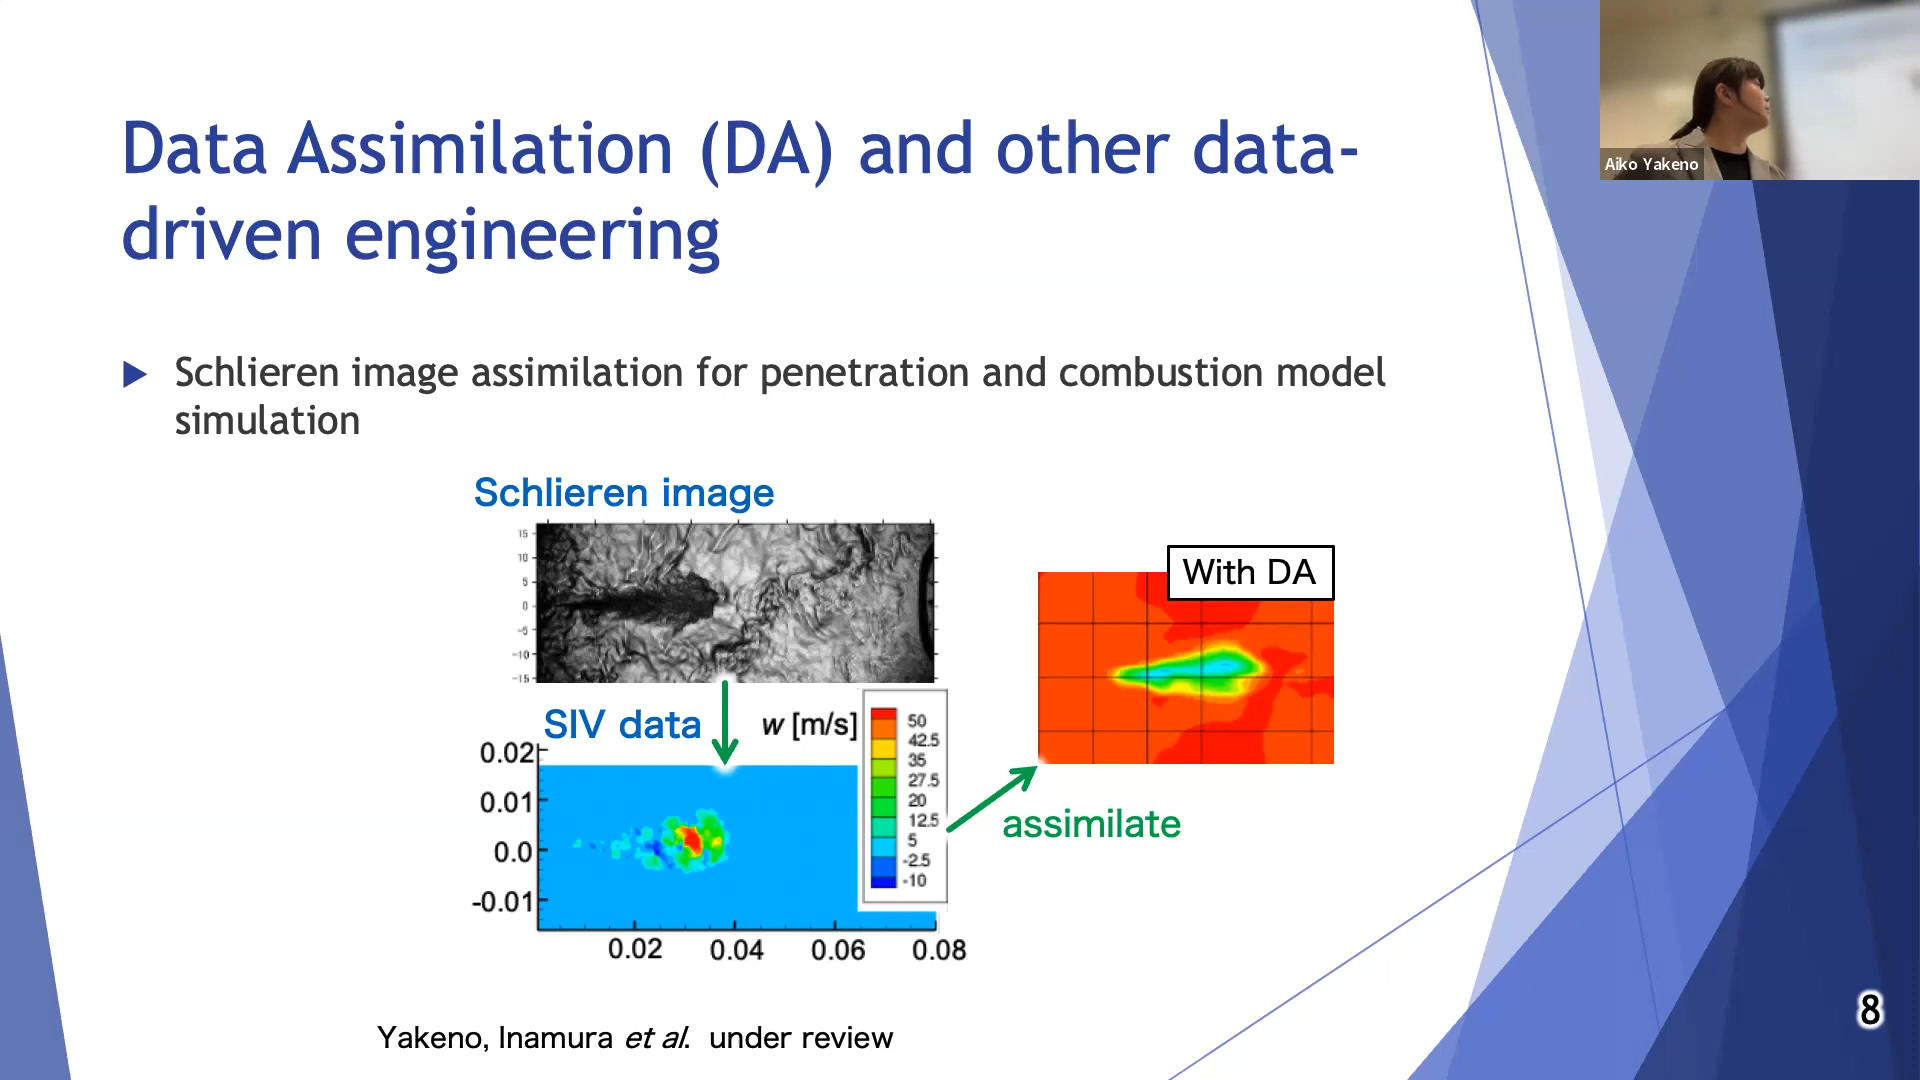 Aiko Yakeno
Data Assimilation (DA) and other data-
driven engineering
Schlieren image assimilation for penetration and combustion model
simulation
Schlieren image
15
10
5
0
-5
-10
-15
With DA
SIV data
w [m/s]
50
42.5
35
27.5
20
12.5
5
-2.5
-10
0.02
0.01
0.0
-0.01
0.02 0.04 0.06 0.08
assimilate
Yakeno, Inamura et al. under review
8